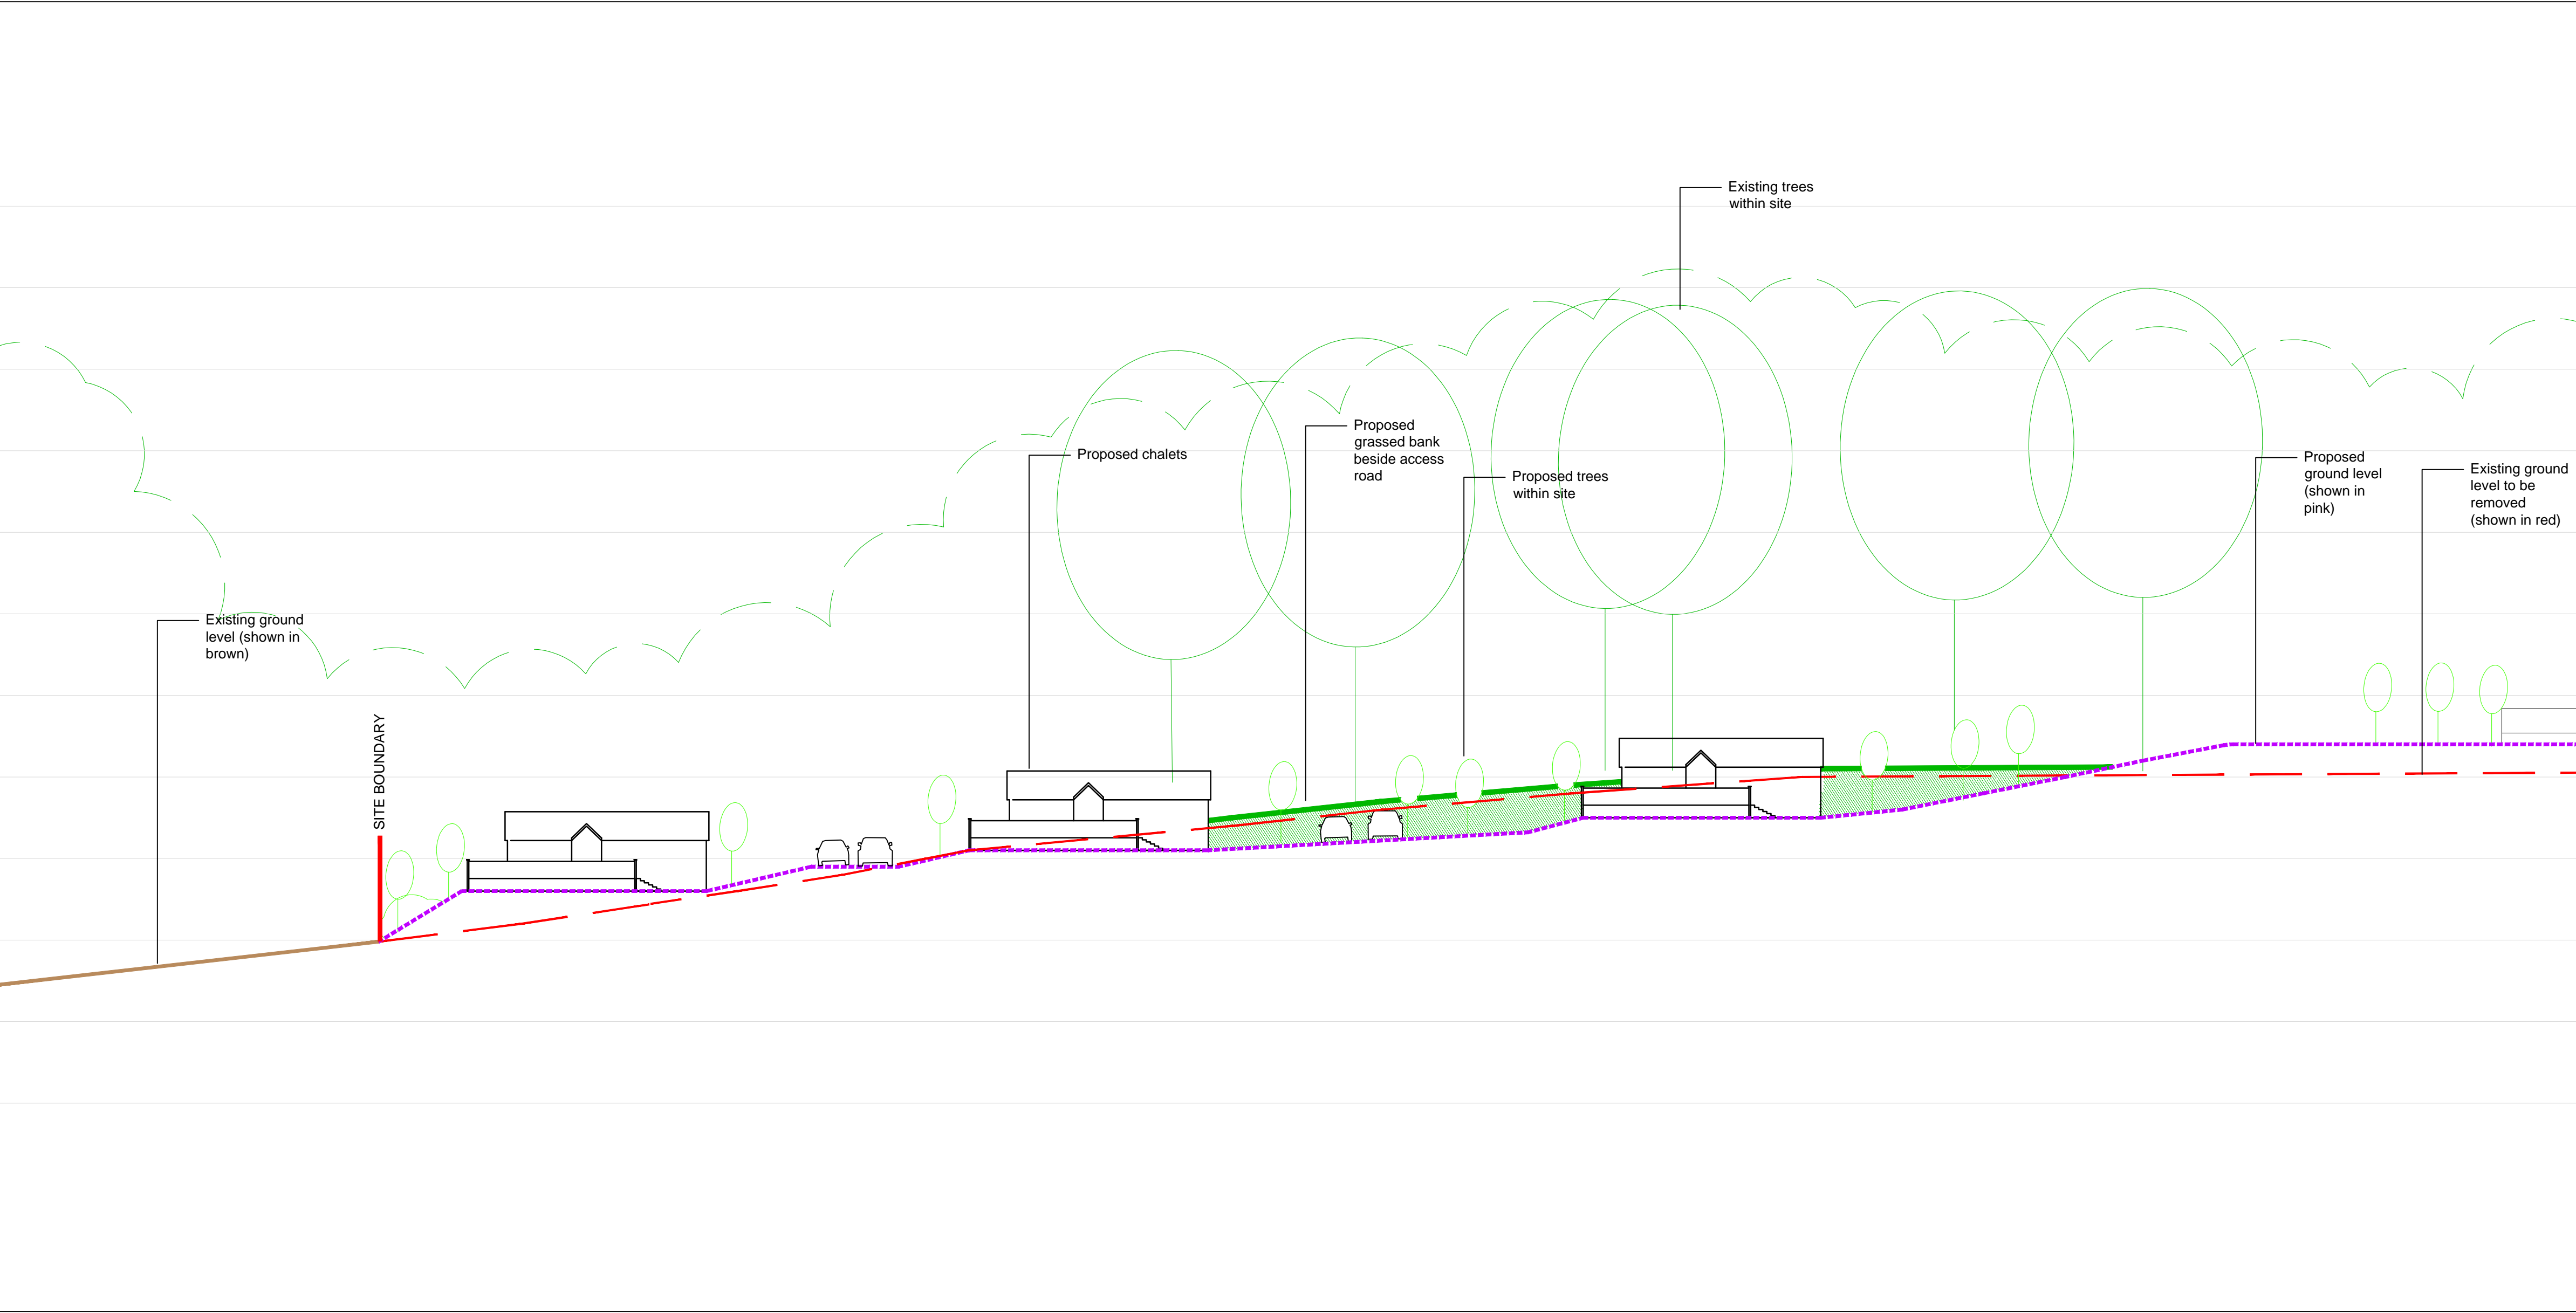 Existing trees
within site
Proposed
grassed bank
beside access
road
Proposed chalets
Proposed trees
within site
Proposed
ground level
(shown in
pink)
Existing ground
level to be
removed
(shown in red)
Existing ground
level (shown in
brown)
SITE BOUNDARY